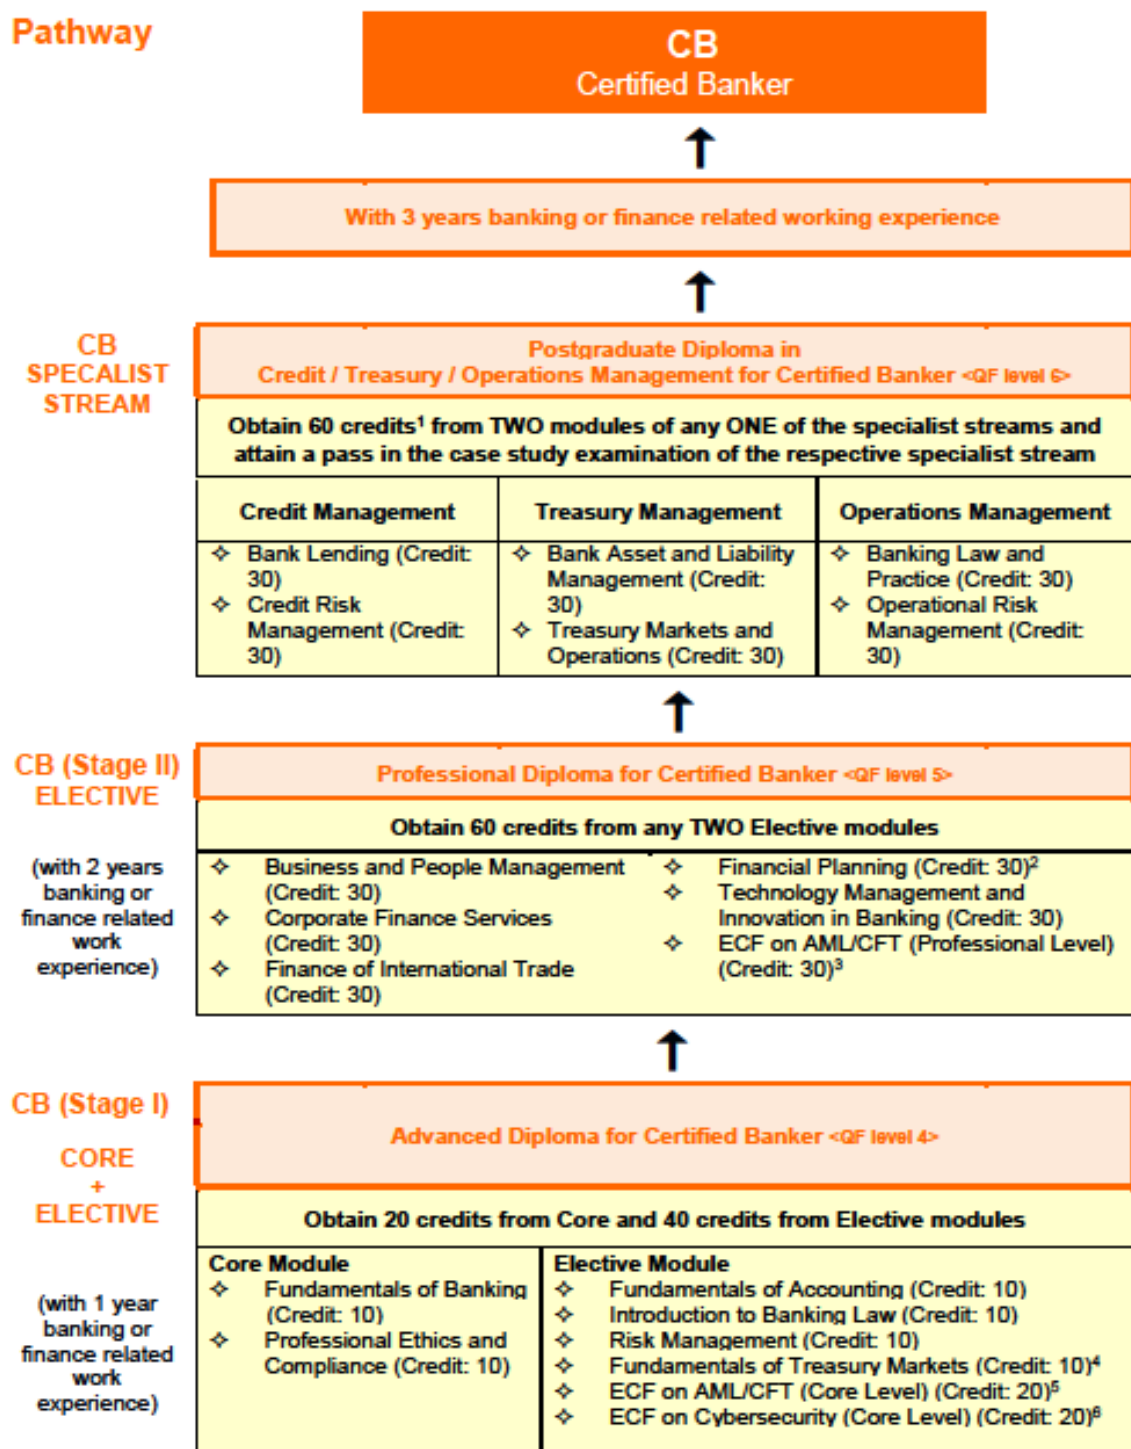 Pathway
CB
Certified Banker
With 3 years banking or finance related working experience
CB
SPECALIST
STREAM
Postgraduate Diploma in
Credit / Treasury / Operations Management for Certified Banker <QF level 6>
Obtain 60 credits¹ from TWO modules of any ONE of the specialist streams and
attain a pass in the case study examination of the respective specialist stream
Credit Management
✧ Bank Lending (Credit:
30)
✧ Credit Risk
Management (Credit:
30)
Treasury Management
✧ Bank Asset and Liability
Management (Credit:
30)
✧ Treasury Markets and
Operations (Credit: 30)
Operations Management
✧ Banking Law and
Practice (Credit: 30)
✧ Operational Risk
Management (Credit:
30)
CB (Stage II)
ELECTIVE
(with 2 years
banking or
finance related
work
experience)
Professional Diploma for Certified Banker <QF level 5>
Obtain 60 credits from any TWO Elective modules
✧ Business and People Management
(Credit: 30)
✧ Corporate Finance Services
(Credit: 30)
✧ Finance of International Trade
(Credit: 30)
✧ Financial Planning (Credit: 30)²
✧ Technology Management and
Innovation in Banking (Credit: 30)
✧ ECF on AML/CFT (Professional Level)
(Credit: 30)³
CB (Stage I)
CORE
+
ELECTIVE
(with 1 year
banking or
finance related
work
experience)
Advanced Diploma for Certified Banker <QF level 4>
Obtain 20 credits from Core and 40 credits from Elective modules
Core Module
✧ Fundamentals of Banking
(Credit: 10)
✧ Professional Ethics and
Compliance (Credit: 10)
Elective Module
✧ Fundamentals of Accounting (Credit: 10)
✧ Introduction to Banking Law (Credit: 10)
✧ Risk Management (Credit: 10)
✧ Fundamentals of Treasury Markets (Credit: 10)⁴
✧ ECF on AML/CFT (Core Level) (Credit: 20)⁵
✧ ECF on Cybersecurity (Core Level) (Credit: 20)⁶